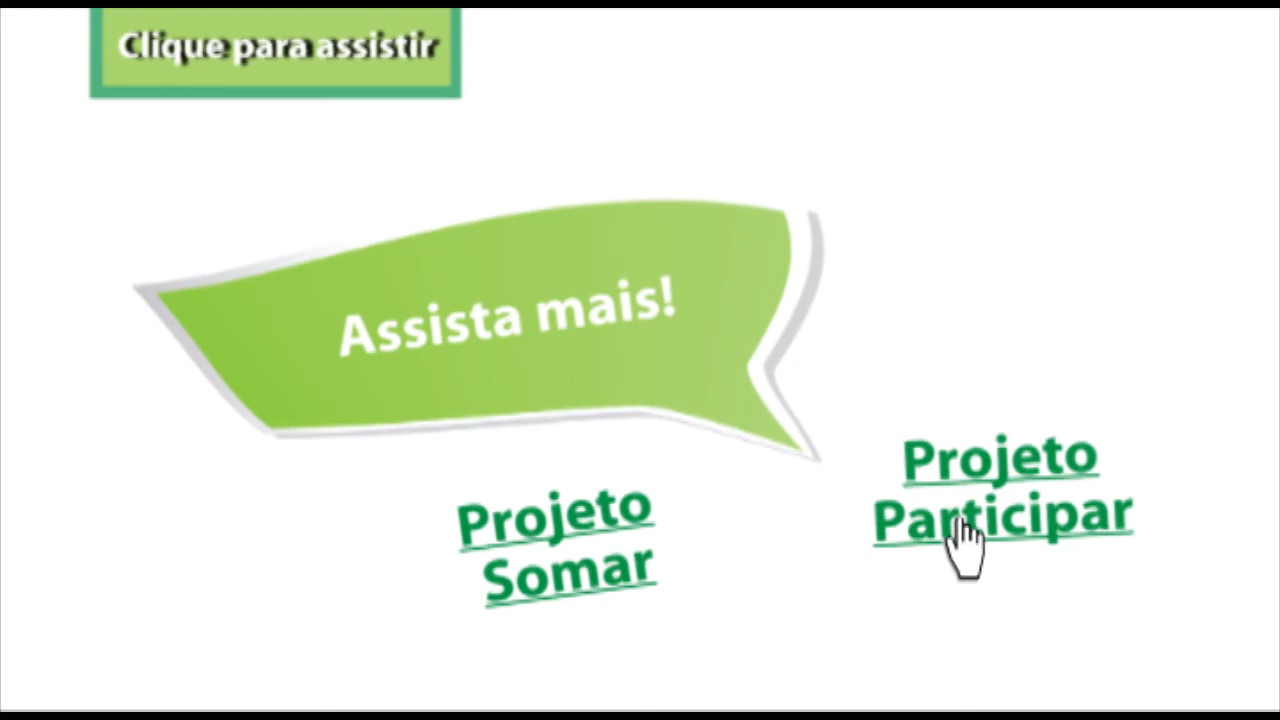 Clique para assistir
Assista mais!
Projeto
Somar
Projeto
Participar